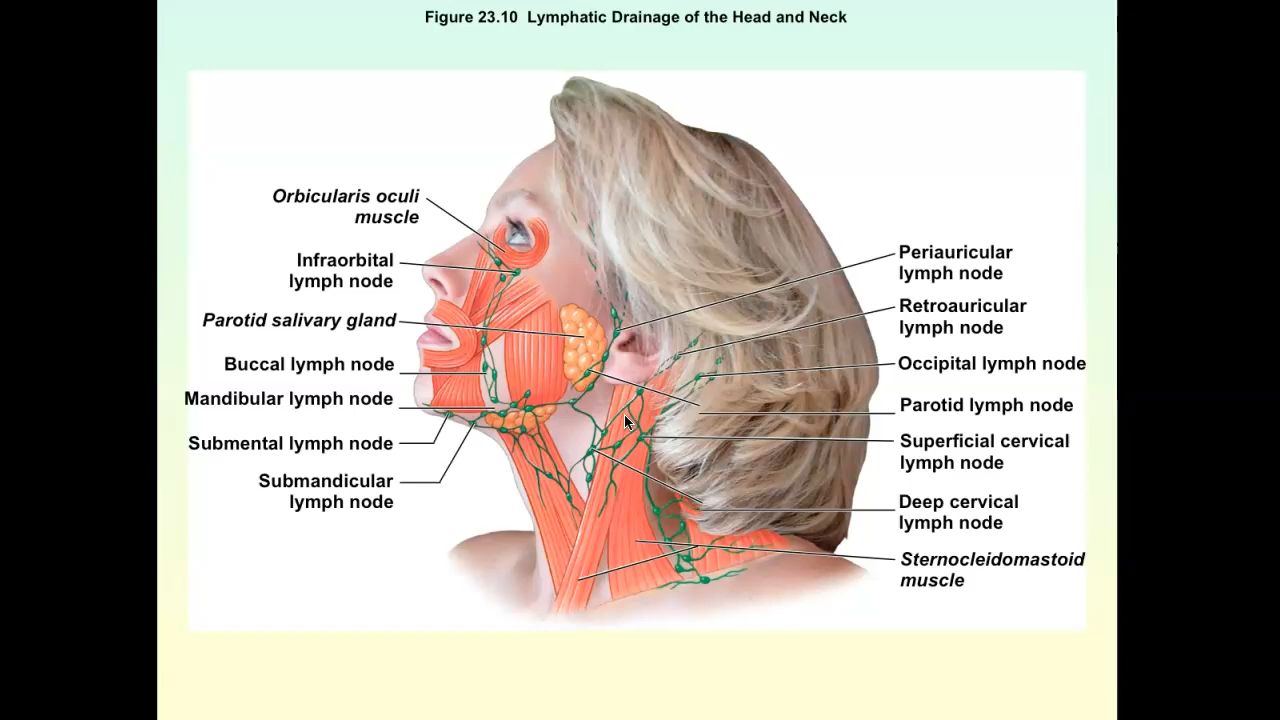 Figure 23.10 Lymphatic Drainage of the Head and Neck
Orbicularis oculi
muscle
Infraorbital
lymph node
Parotid salivary gland
Buccal lymph node
Mandibular lymph node
Submental lymph node
Submandicular
lymph node
Periauricular
lymph node
Retroauricular
lymph node
Occipital lymph node
Parotid lymph node
Superficial cervical
lymph node
Deep cervical
lymph node
Sternocleidomastoid
muscle